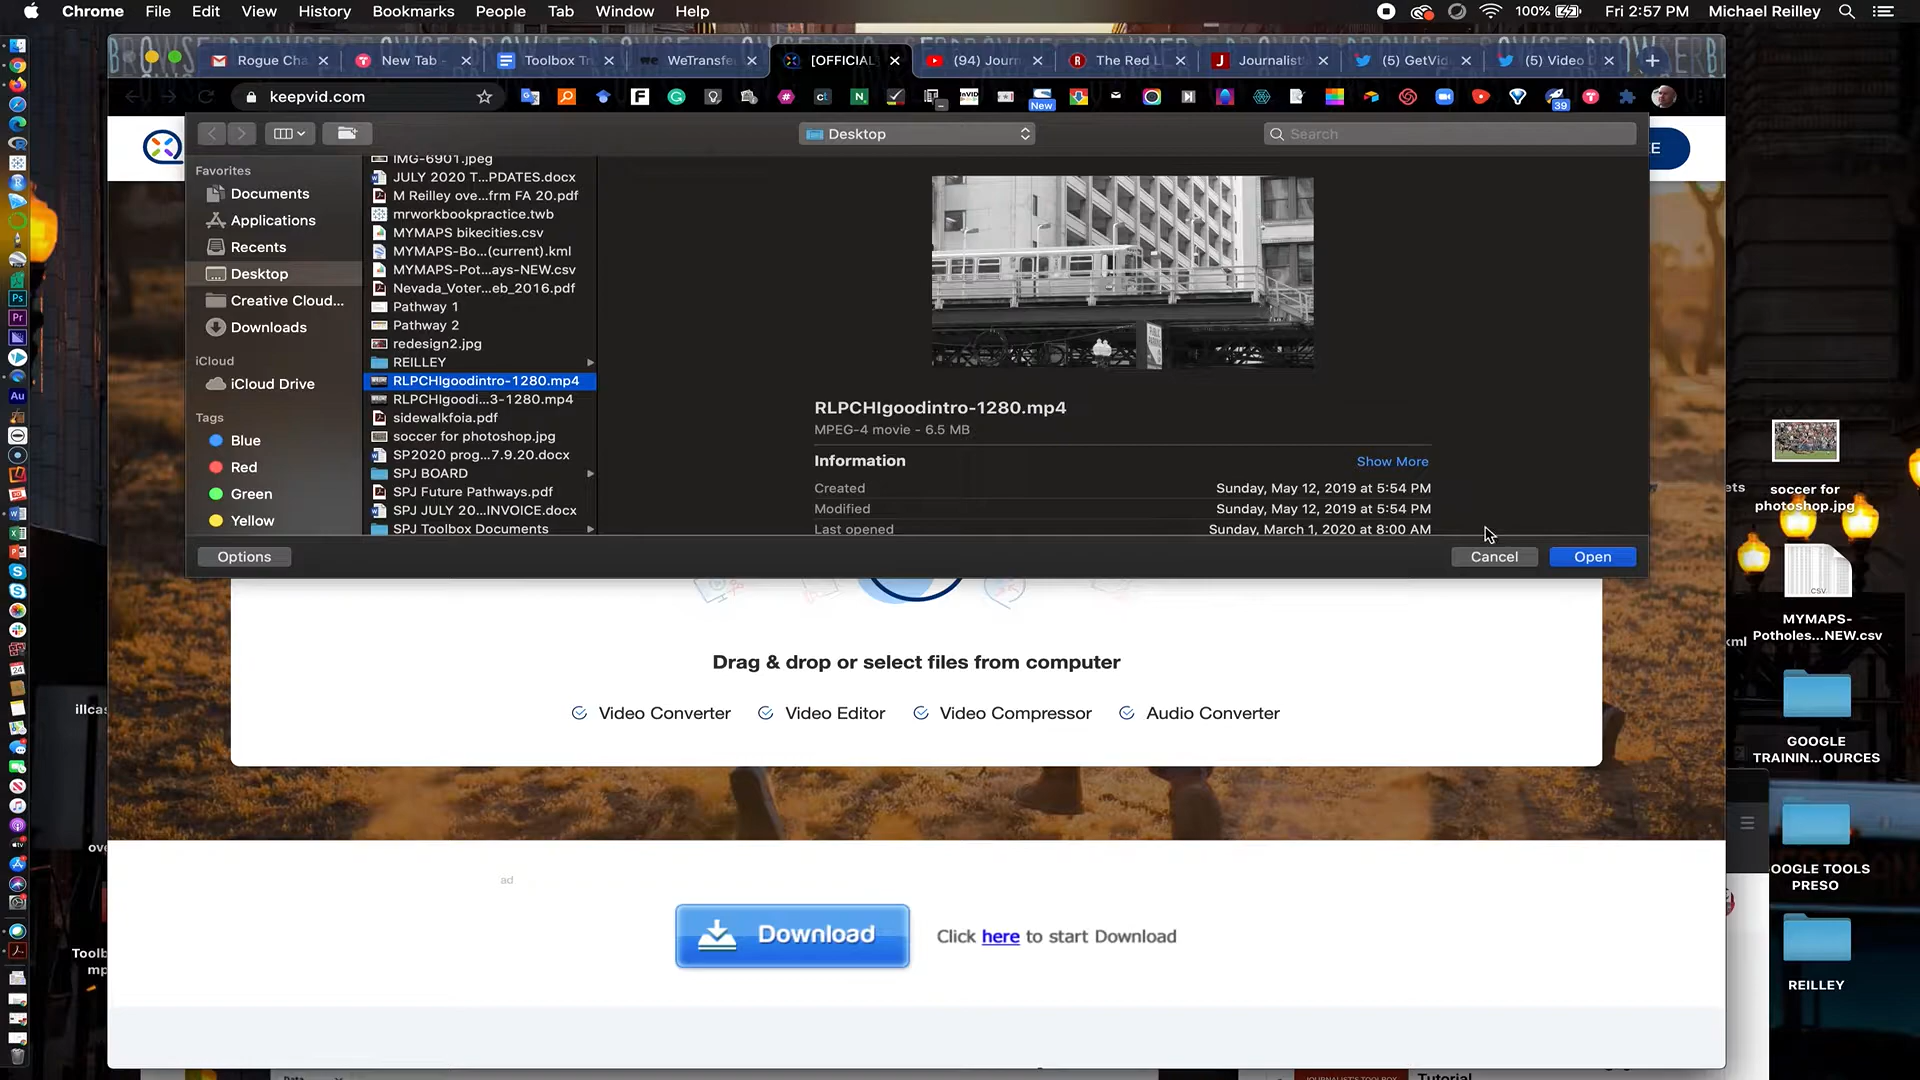 Chrome File Edit View History Bookmarks People Tab Window Help 100% Fri 2:57 PM Michael Reilley
Rogue Cha New Tab - Toolbox Tr WeTransfe [OFFICIAL (94) Journ The Red L Journalist' (5) GetVid (5) Video D
keepvid.com
New
39
Desktop
Search
Favorites
Documents
Applications
Recents
Desktop
Creative Cloud...
Downloads
iCloud
iCloud Drive
Tags
Blue
Red
Green
Yellow
IMG-6901.jpeg
JULY 2020 T...PDATES.docx
M Reilley ove...frm FA 20.pdf
mrworkbookpractice.twb
MYMAPS bikecities.csv
MYMAPS-Bo...(current).kml
MYMAPS-Pot...ays-NEW.csv
Nevada_Voter...eb_2016.pdf
Pathway 1
Pathway 2
redesign2.jpg
REILLEY
RLPCHIgoodintro-1280.mp4
RLPCHIgoodi...3-1280.mp4
sidewalkfoia.pdf
soccer for photoshop.jpg
SP2020 prog...7.9.20.docx
SPJ BOARD
SPJ Future Pathways.pdf
SPJ JULY 20...INVOICE.docx
SPJ Toolbox Documents
RLPCHIgoodintro-1280.mp4
MPEG-4 movie - 6.5 MB
Information Show More
Created Sunday, May 12, 2019 at 5:54 PM
Modified Sunday, May 12, 2019 at 5:54 PM
Last opened Sunday, March 1, 2020 at 8:00 AM
Options Cancel Open
Drag & drop or select files from computer
Video Converter Video Editor Video Compressor Audio Converter
ad
Download
Click here to start Download
soccer for
photoshop.jpg
CSV
MYMAPS-
Potholes...NEW.csv
GOOGLE
TRAININ...OURCES
OOGLE TOOLS
PRESO
REILLEY
illcas
ov
Toolb
mp
ets
xml
Tutorial